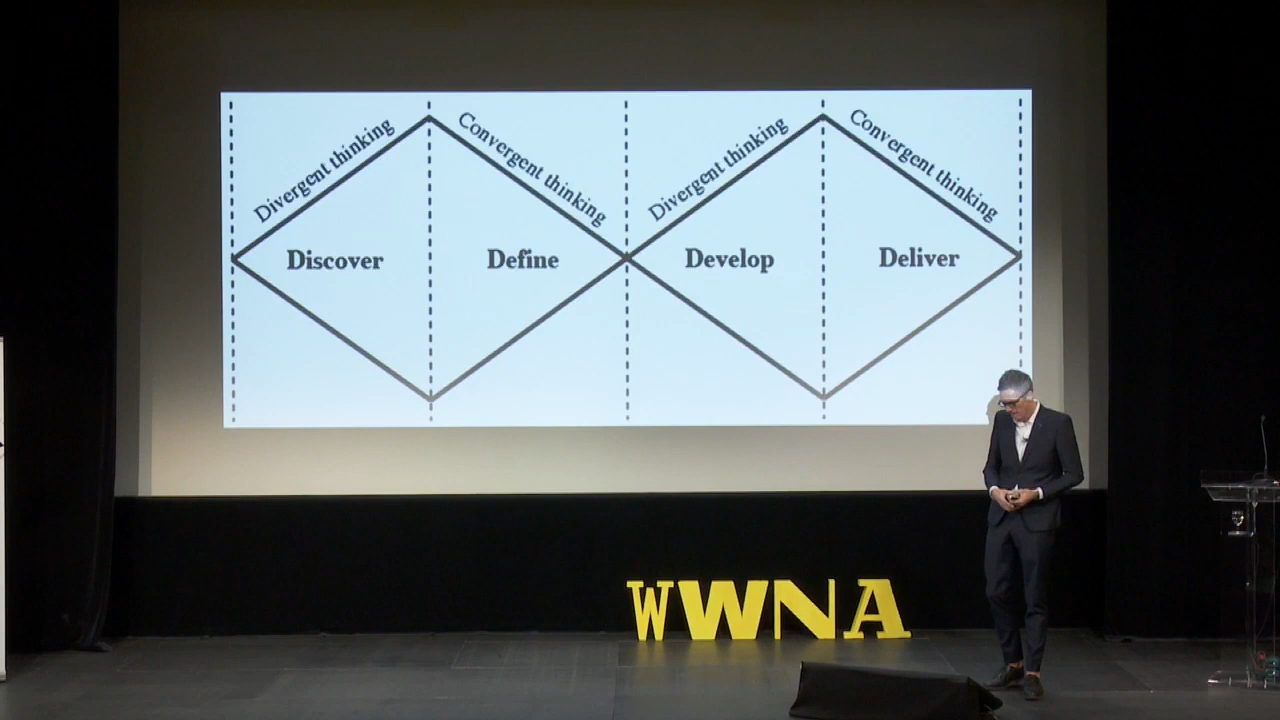 Divergent thinking
Convergent thinking
Divergent thinking
Convergent thinking
Discover
Define
Develop
Deliver
WWNA